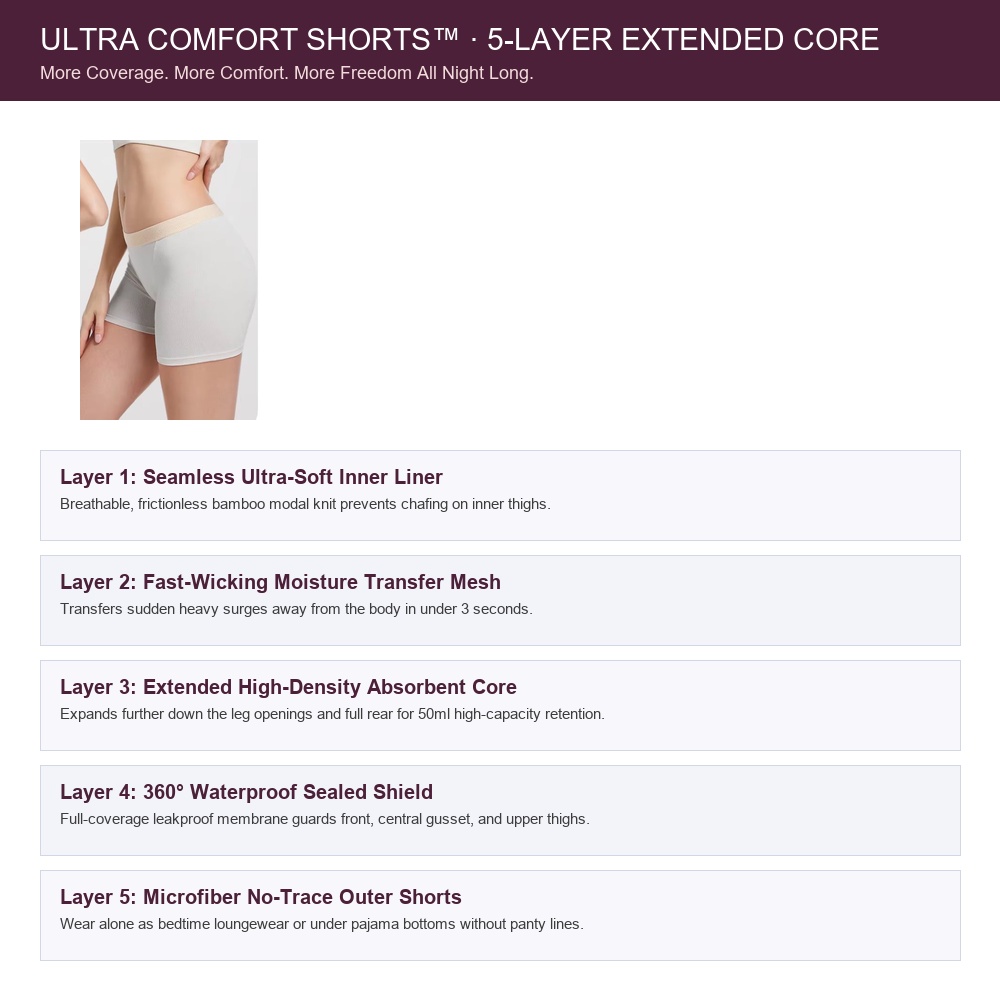 ULTRA COMFORT SHORTS™ · 5-LAYER EXTENDED CORE
More Coverage. More Comfort. More Freedom All Night Long.
Layer 1: Seamless Ultra-Soft Inner Liner
Breathable, frictionless bamboo modal knit prevents chafing on inner thighs.
Layer 2: Fast-Wicking Moisture Transfer Mesh
Transfers sudden heavy surges away from the body in under 3 seconds.
Layer 3: Extended High-Density Absorbent Core
Expands further down the leg openings and full rear for 50ml high-capacity retention.
Layer 4: 360° Waterproof Sealed Shield
Full-coverage leakproof membrane guards front, central gusset, and upper thighs.
Layer 5: Microfiber No-Trace Outer Shorts
Wear alone as bedtime loungewear or under pajama bottoms without panty lines.